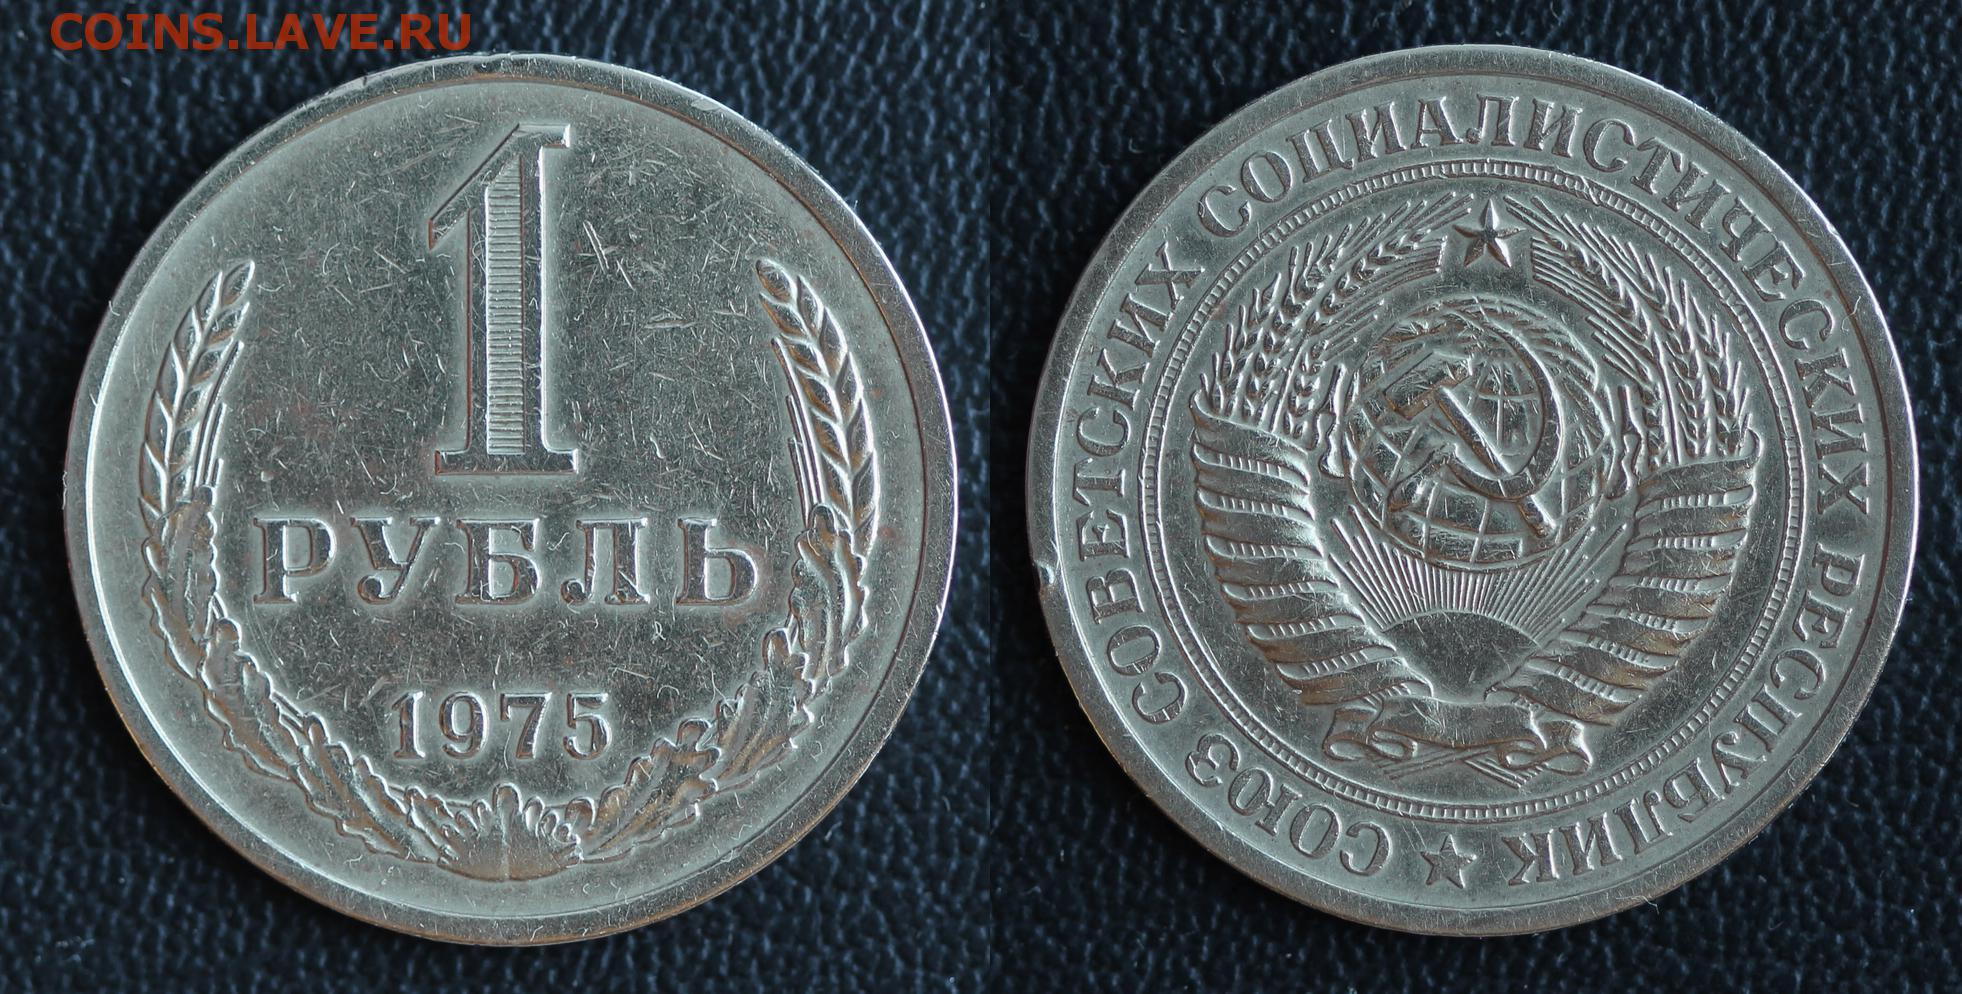 COINS.LAVE.RU
1
РУБЛЬ
1975
СОЮЗ СОВЕТСКИХ СОЦИАЛИСТИЧЕСКИХ РЕСПУБЛИК